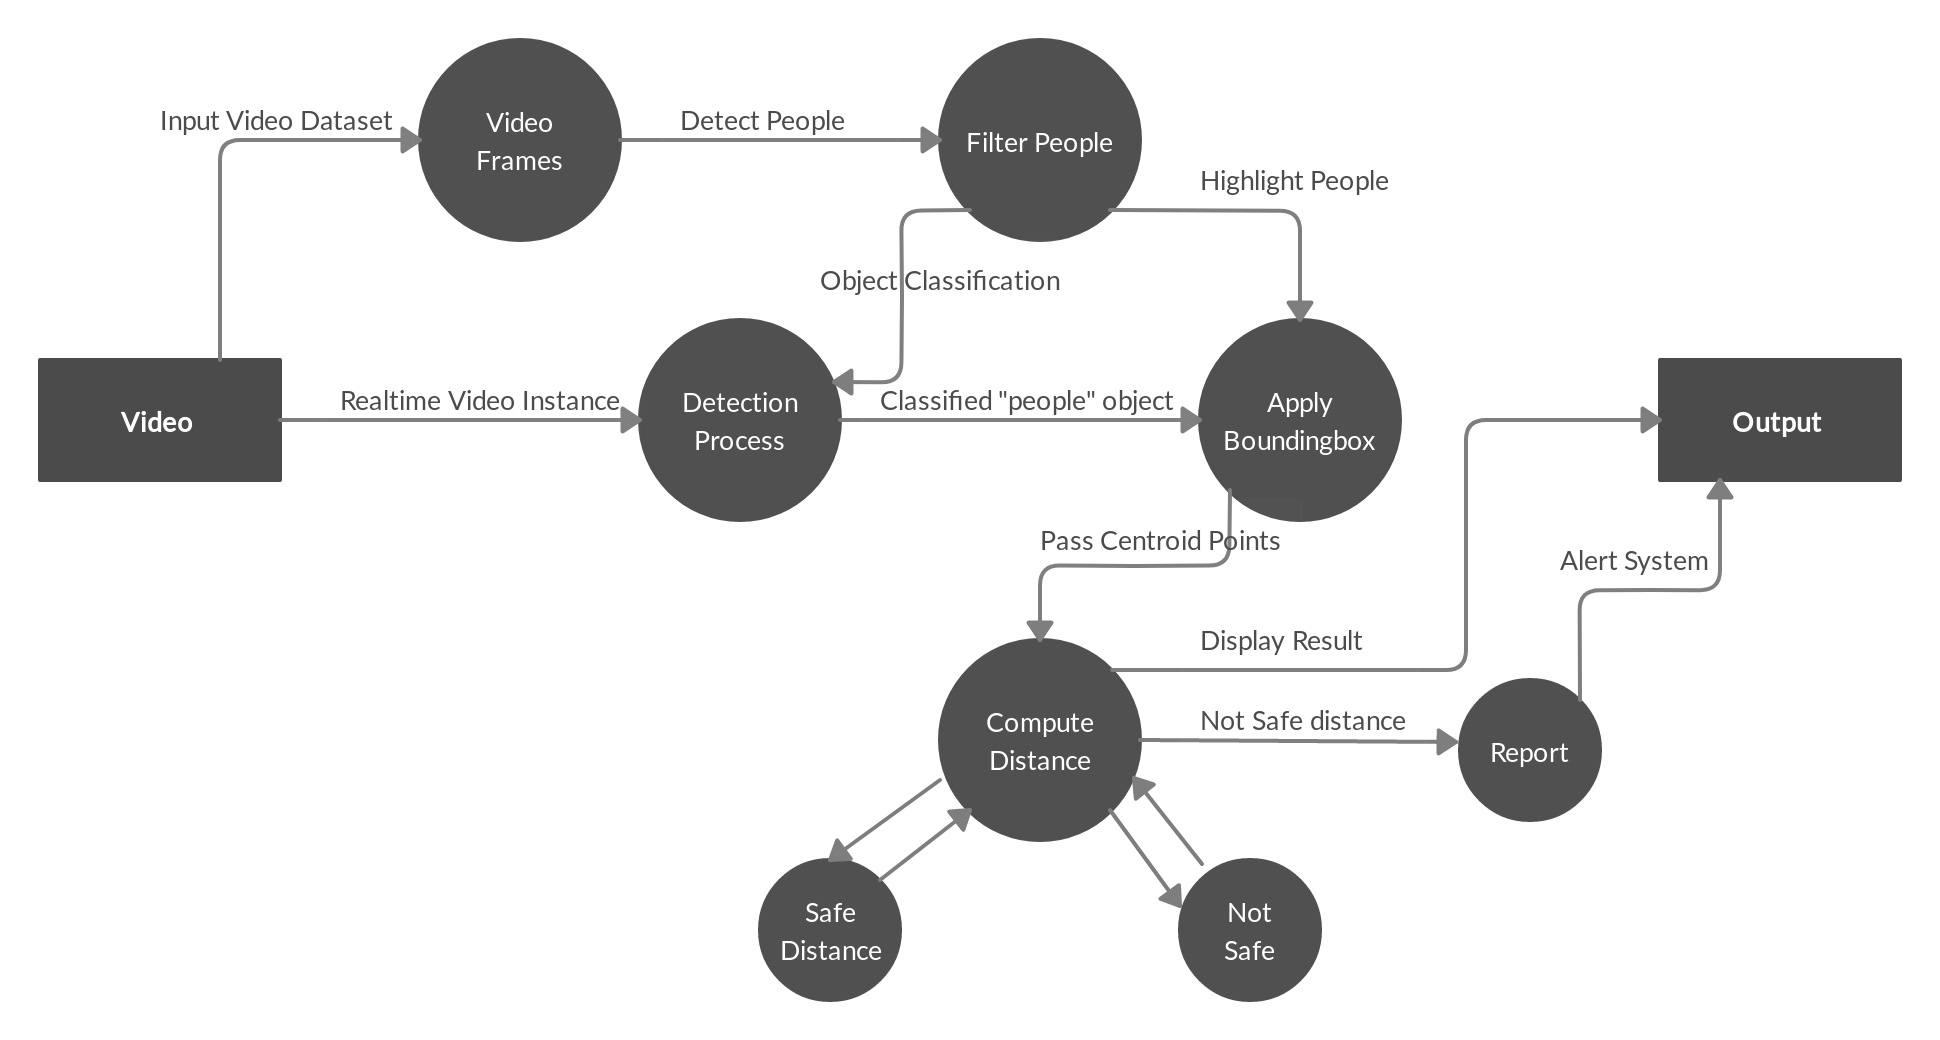 Input Video Dataset
Video
Frames
Detect People
Filter People
Highlight People
Object Classification
Video
Realtime Video Instance
Detection
Process
Classified "people" object
Apply
Boundingbox
Output
Pass Centroid Points
Alert System
Display Result
Compute
Distance
Not Safe distance
Report
Safe
Distance
Not
Safe